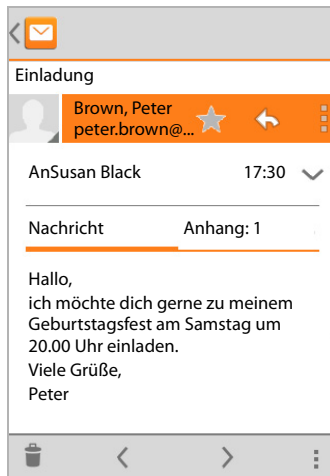 Einladung
Brown, Peter
peter.brown@...
AnSusan Black 17:30
Nachricht Anhang: 1
Hallo,
ich möchte dich gerne zu meinem
Geburtstagsfest am Samstag um
20.00 Uhr einladen.
Viele Grüße,
Peter